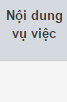 Nội dung
vụ việc